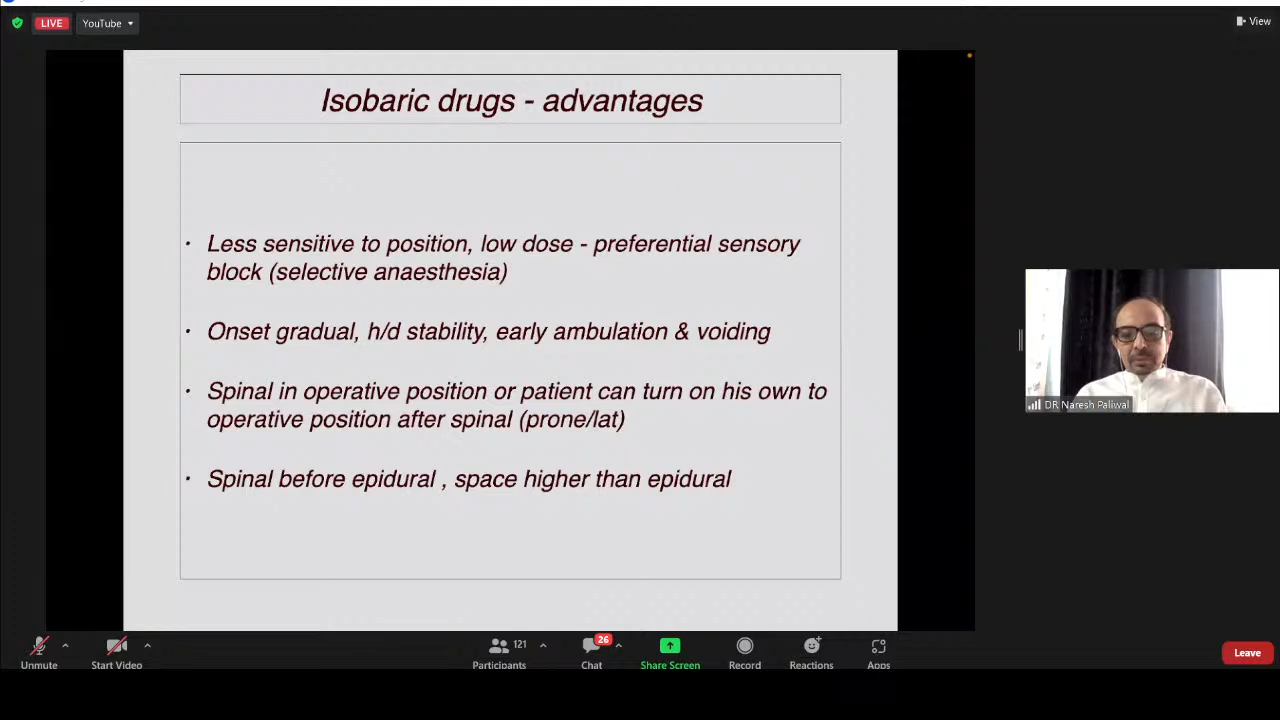 LIVE
YouTube
View
Isobaric drugs - advantages
· Less sensitive to position, low dose - preferential sensory
block (selective anaesthesia)
· Onset gradual, h/d stability, early ambulation & voiding
· Spinal in operative position or patient can turn on his own to
operative position after spinal (prone/lat)
· Spinal before epidural , space higher than epidural
DR Naresh Paliwal
121
26
Unmute
Start Video
Participants
Chat
Share Screen
Record
Reactions
Apps
Leave